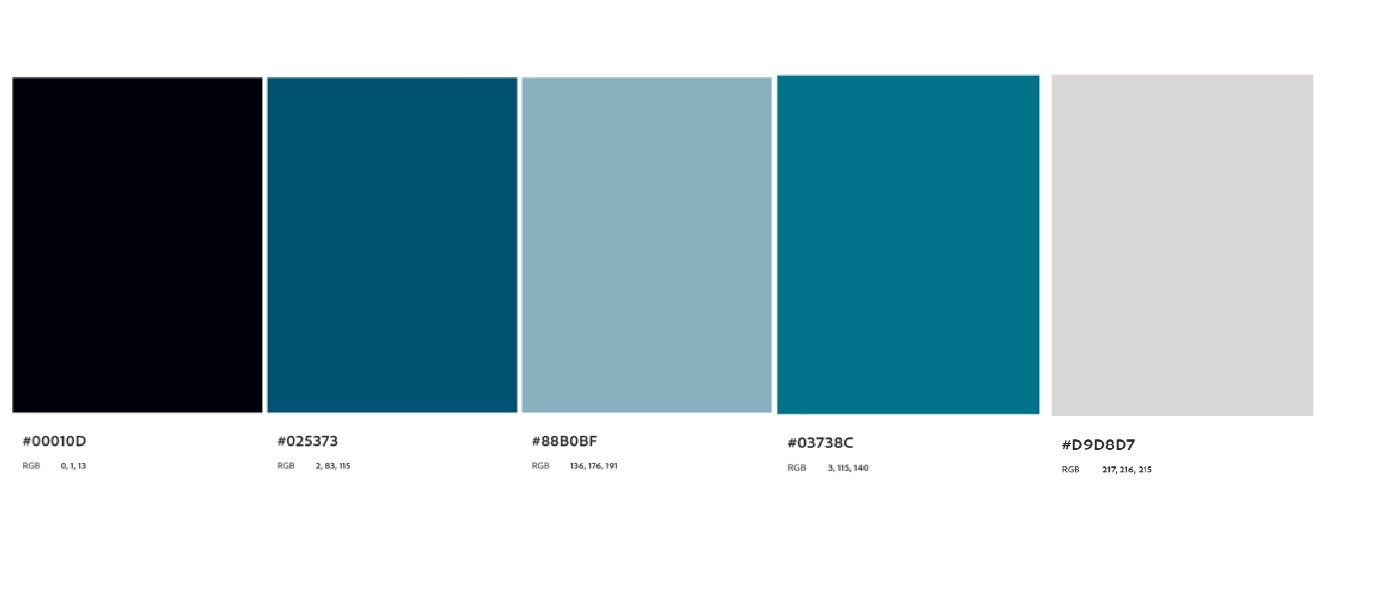 #00010D
RGB 0, 1, 13
#025373
RGB 2, 83, 115
#88B0BF
RGB 136, 176, 191
#03738C
RGB 3, 115, 140
#D9D8D7
RGB 217, 216, 215